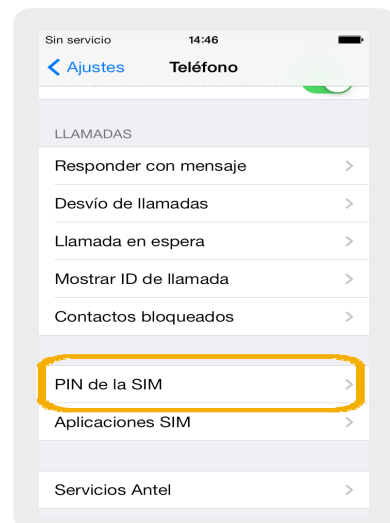 Sin servicio 14:46
Ajustes Teléfono
LLAMADAS
Responder con mensaje
Desvío de llamadas
Llamada en espera
Mostrar ID de llamada
Contactos bloqueados
PIN de la SIM
Aplicaciones SIM
Servicios Antel